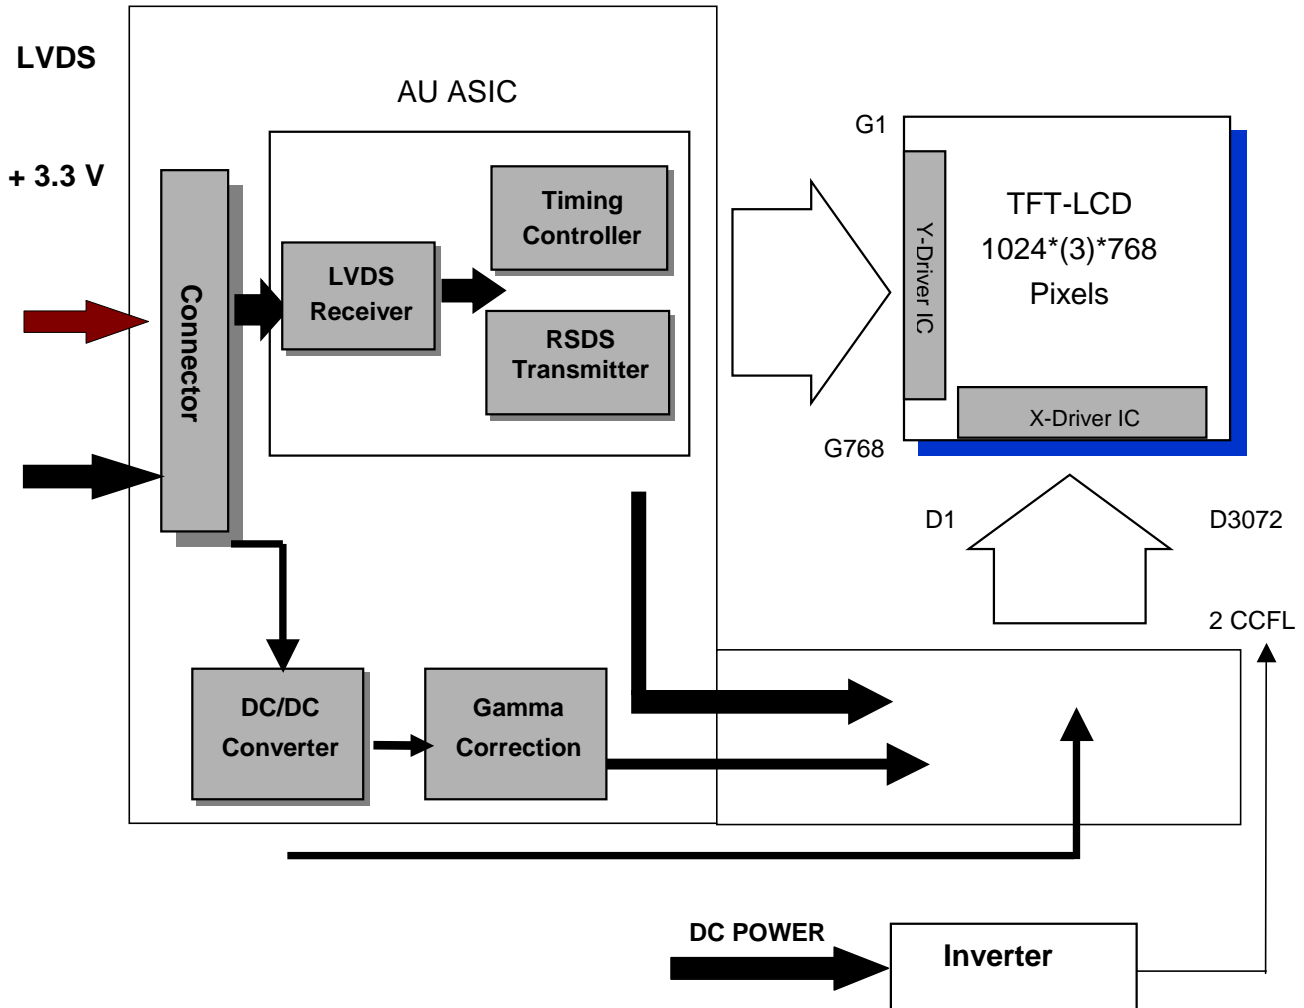 LVDS
+ 3.3 V
AU ASIC
Connector
LVDS
Receiver
Timing
Controller
RSDS
Transmitter
G1
TFT-LCD
1024*(3)*768
Pixels
Y-Driver IC
X-Driver IC
G768
D1
D3072
2 CCFL
DC/DC
Converter
Gamma
Correction
DC POWER
Inverter